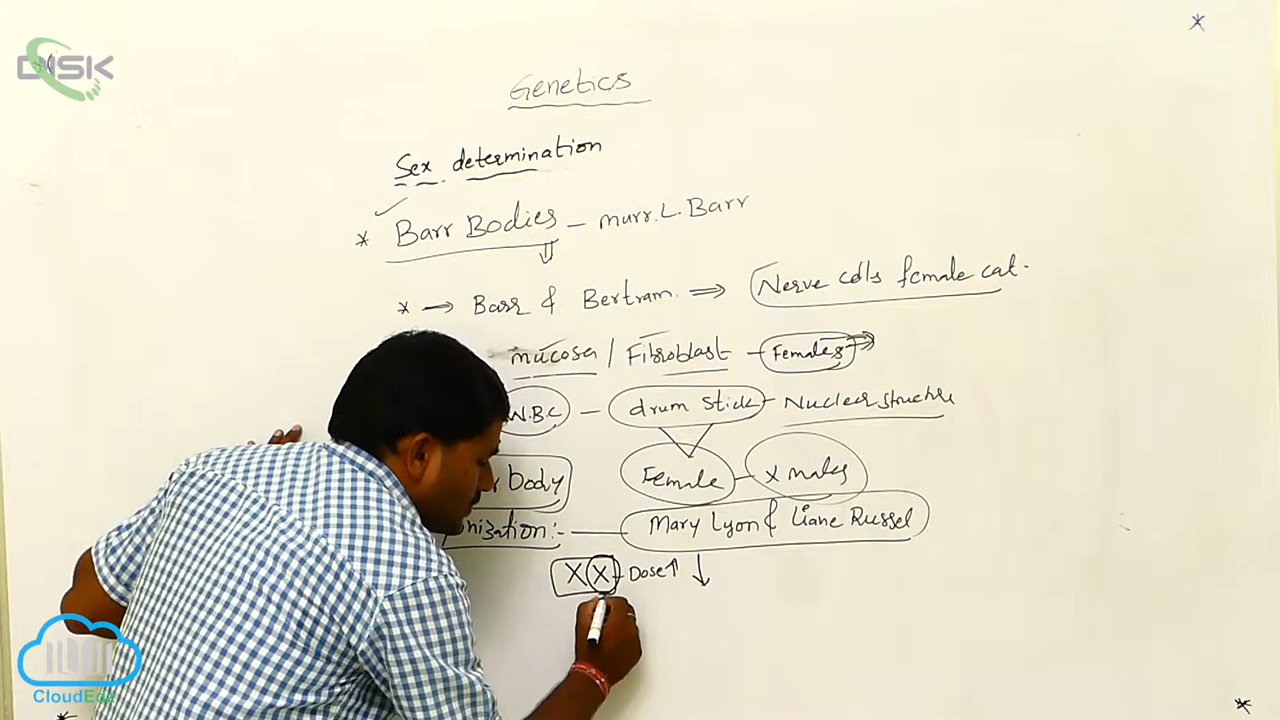 DISK
Genetics
Sex determination
* Barr Bodies - murr. L. Barr
* → Barr & Bertram. ⇒ Nerve cells female cat.
mucosa / Fibroblast - Females
W.B.C - drum stick - Nuclear structure
body Female - x males
nization:- Mary Lyon & Liane Russel
XX - Dose↑ ↓
CloudEdz